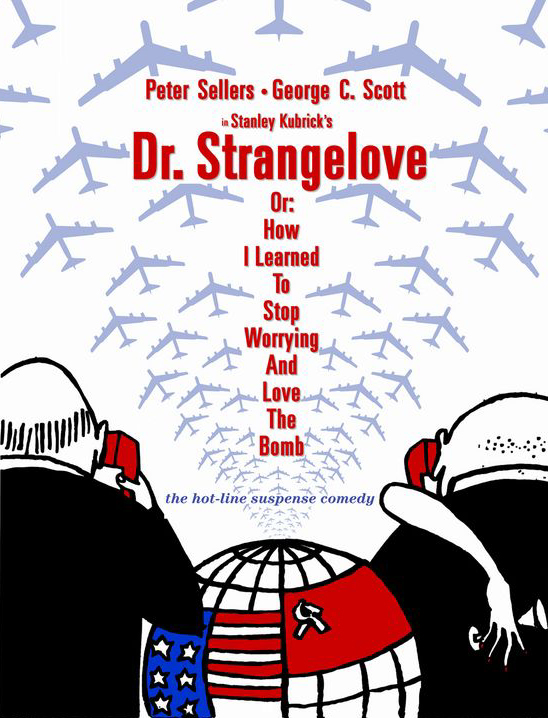 Peter Sellers • George C. Scott
in Stanley Kubrick's
Dr. Strangelove
Or:
How
I Learned
To
Stop
Worrying
And
Love
The
Bomb
the hot-line suspense comedy